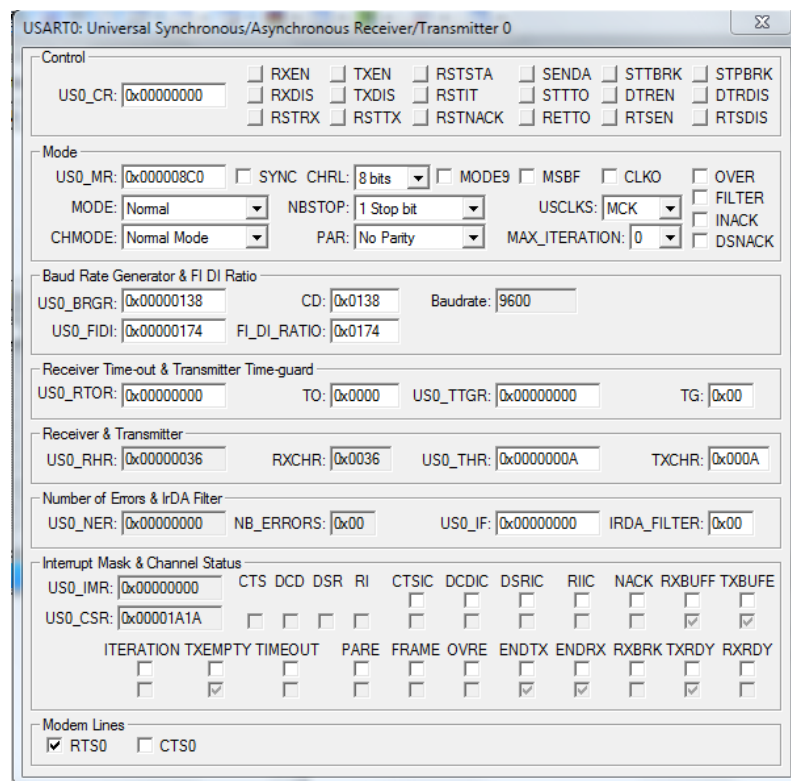 USART0: Universal Synchronous/Asynchronous Receiver/Transmitter 0
Control
RXEN TXEN RSTSTA SENDA STTBRK STPBRK
US0_CR: 0x00000000 RXDIS TXDIS RSTIT STTTO DTREN DTRDIS
RSTRX RSTTX RSTNACK RETTO RTSEN RTSDIS
Mode
US0_MR: 0x000008C0 SYNC CHRL: 8 bits MODE9 MSBF CLKO OVER
FILTER
MODE: Normal NBSTOP: 1 Stop bit USCLKS: MCK
INACK
CHMODE: Normal Mode PAR: No Parity MAX_ITERATION: 0 DSNACK
Baud Rate Generator & FI DI Ratio
US0_BRGR: 0x00000138 CD: 0x0138 Baudrate: 9600
US0_FIDI: 0x00000174 FI_DI_RATIO: 0x0174
Receiver Time-out & Transmitter Time-guard
US0_RTOR: 0x00000000 TO: 0x0000 US0_TTGR: 0x00000000 TG: 0x00
Receiver & Transmitter
US0_RHR: 0x00000036 RXCHR: 0x0036 US0_THR: 0x0000000A TXCHR: 0x000A
Number of Errors & IrDA Filter
US0_NER: 0x00000000 NB_ERRORS: 0x00 US0_IF: 0x00000000 IRDA_FILTER: 0x00
Interrupt Mask & Channel Status
US0_IMR: 0x00000000 CTS DCD DSR RI CTSIC DCDIC DSRIC RIIC NACK RXBUFF TXBUFE
US0_CSR: 0x00001A1A
ITERATION TXEMPTY TIMEOUT PARE FRAME OVRE ENDTX ENDRX RXBRK TXRDY RXRDY
Modem Lines
RTS0 CTS0